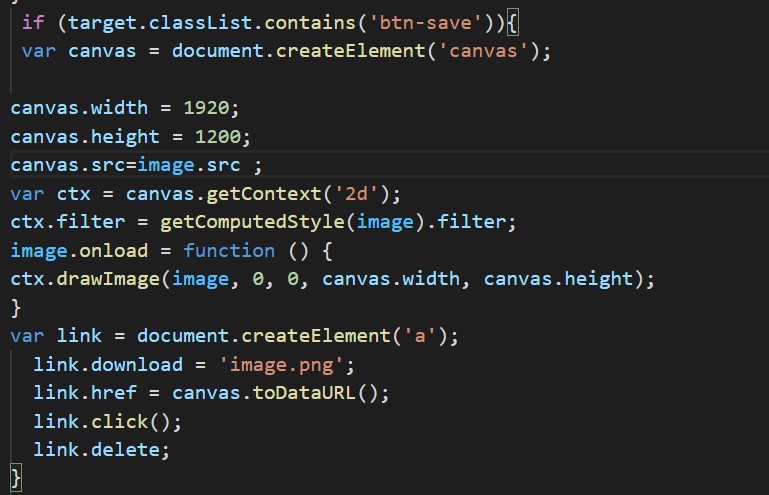 if (target.classList.contains('btn-save')){
var canvas = document.createElement('canvas');
canvas.width = 1920;
canvas.height = 1200;
canvas.src=image.src ;
var ctx = canvas.getContext('2d');
ctx.filter = getComputedStyle(image).filter;
image.onload = function () {
ctx.drawImage(image, 0, 0, canvas.width, canvas.height);
}
var link = document.createElement('a');
link.download = 'image.png';
link.href = canvas.toDataURL();
link.click();
link.delete;
}